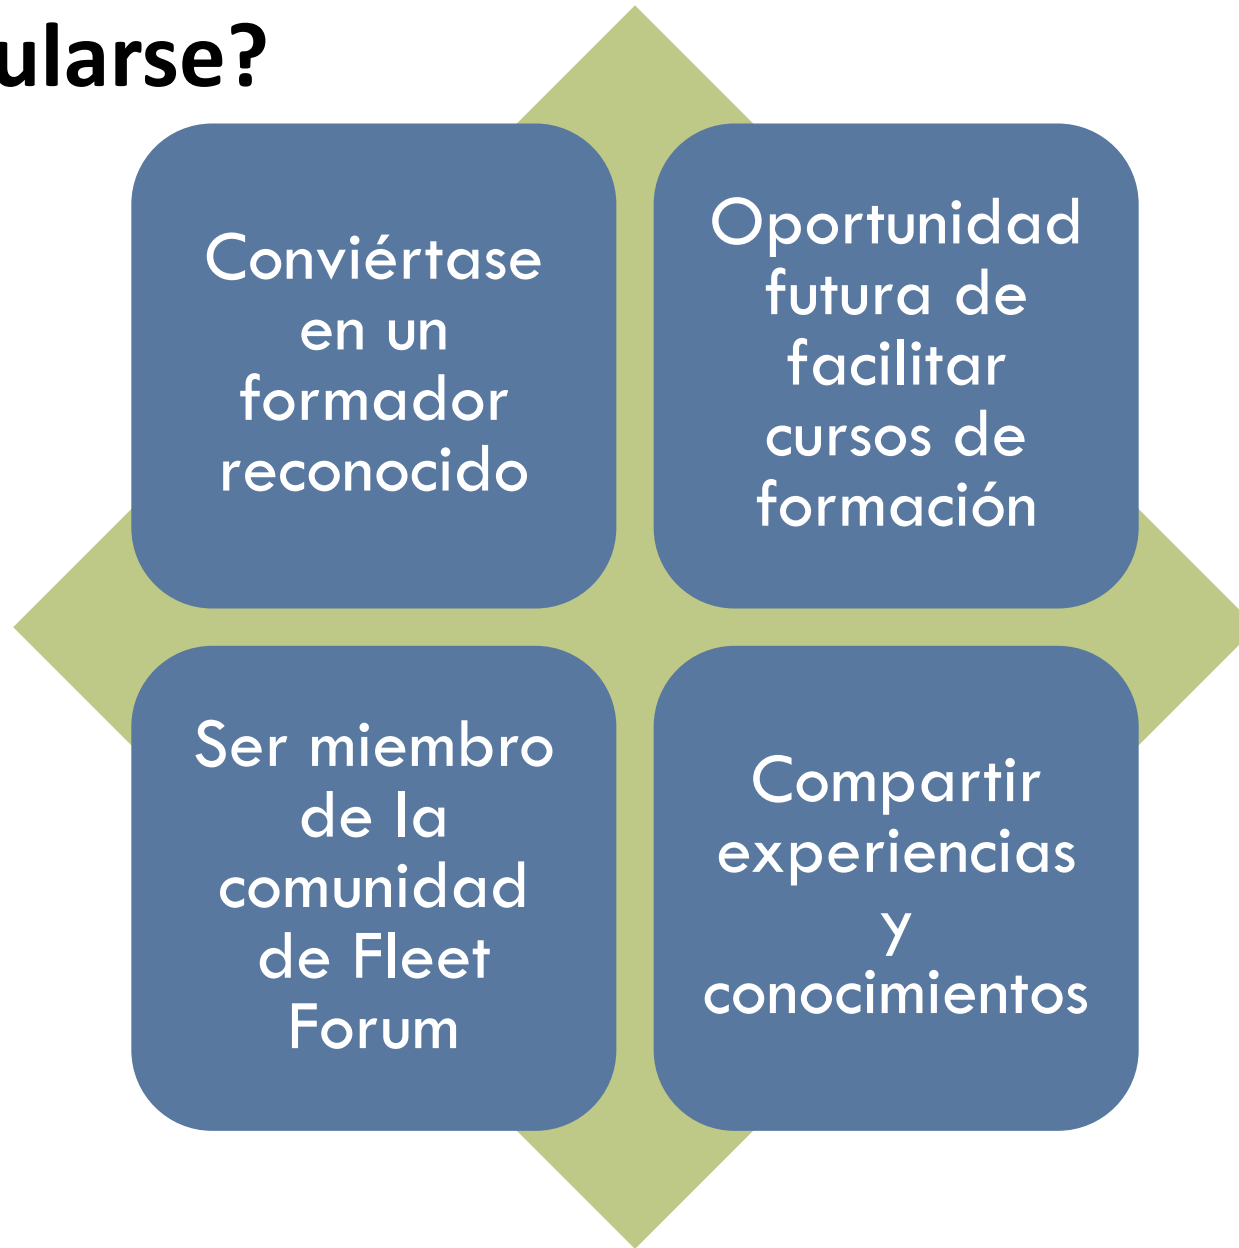 ularse?
Conviértase
en un
formador
reconocido
Oportunidad
futura de
facilitar
cursos de
formación
Ser miembro
de la
comunidad
de Fleet
Forum
Compartir
experiencias
y
conocimientos